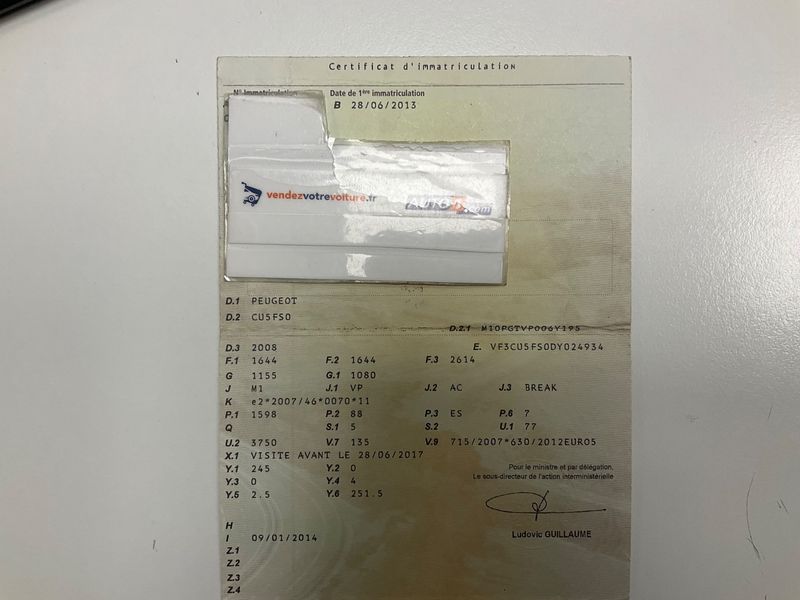 Certificat d'immatriculation
N° Immatriculation Date de 1ère immatriculation
B 28/06/2013
vendezvotrevoiture.fr
D.1 PEUGEOT
D.2 CU5FS0
D.2.1 M10PGTVP006Y195
D.3 2008 E. VF3CU5FS0DY024934
F.1 1644 F.2 1644 F.3 2614
G 1155 G.1 1080
J M1 J.1 VP J.2 AC J.3 BREAK
K e2*2007/46*0070*11
P.1 1598 P.2 88 P.3 ES P.6 7
Q S.1 5 S.2 U.1 77
U.2 3750 V.7 135 V.9 715/2007*630/2012EURO5
X.1 VISITE AVANT LE 28/06/2017
Y.1 245 Y.2 0
Y.3 0 Y.4 4
Y.5 2.5 Y.6 251.5
Pour le ministre et par délégation,
Le sous-directeur de l'action interministérielle
Ludovic GUILLAUME
H
I 09/01/2014
Z.1
Z.2
Z.3
Z.4